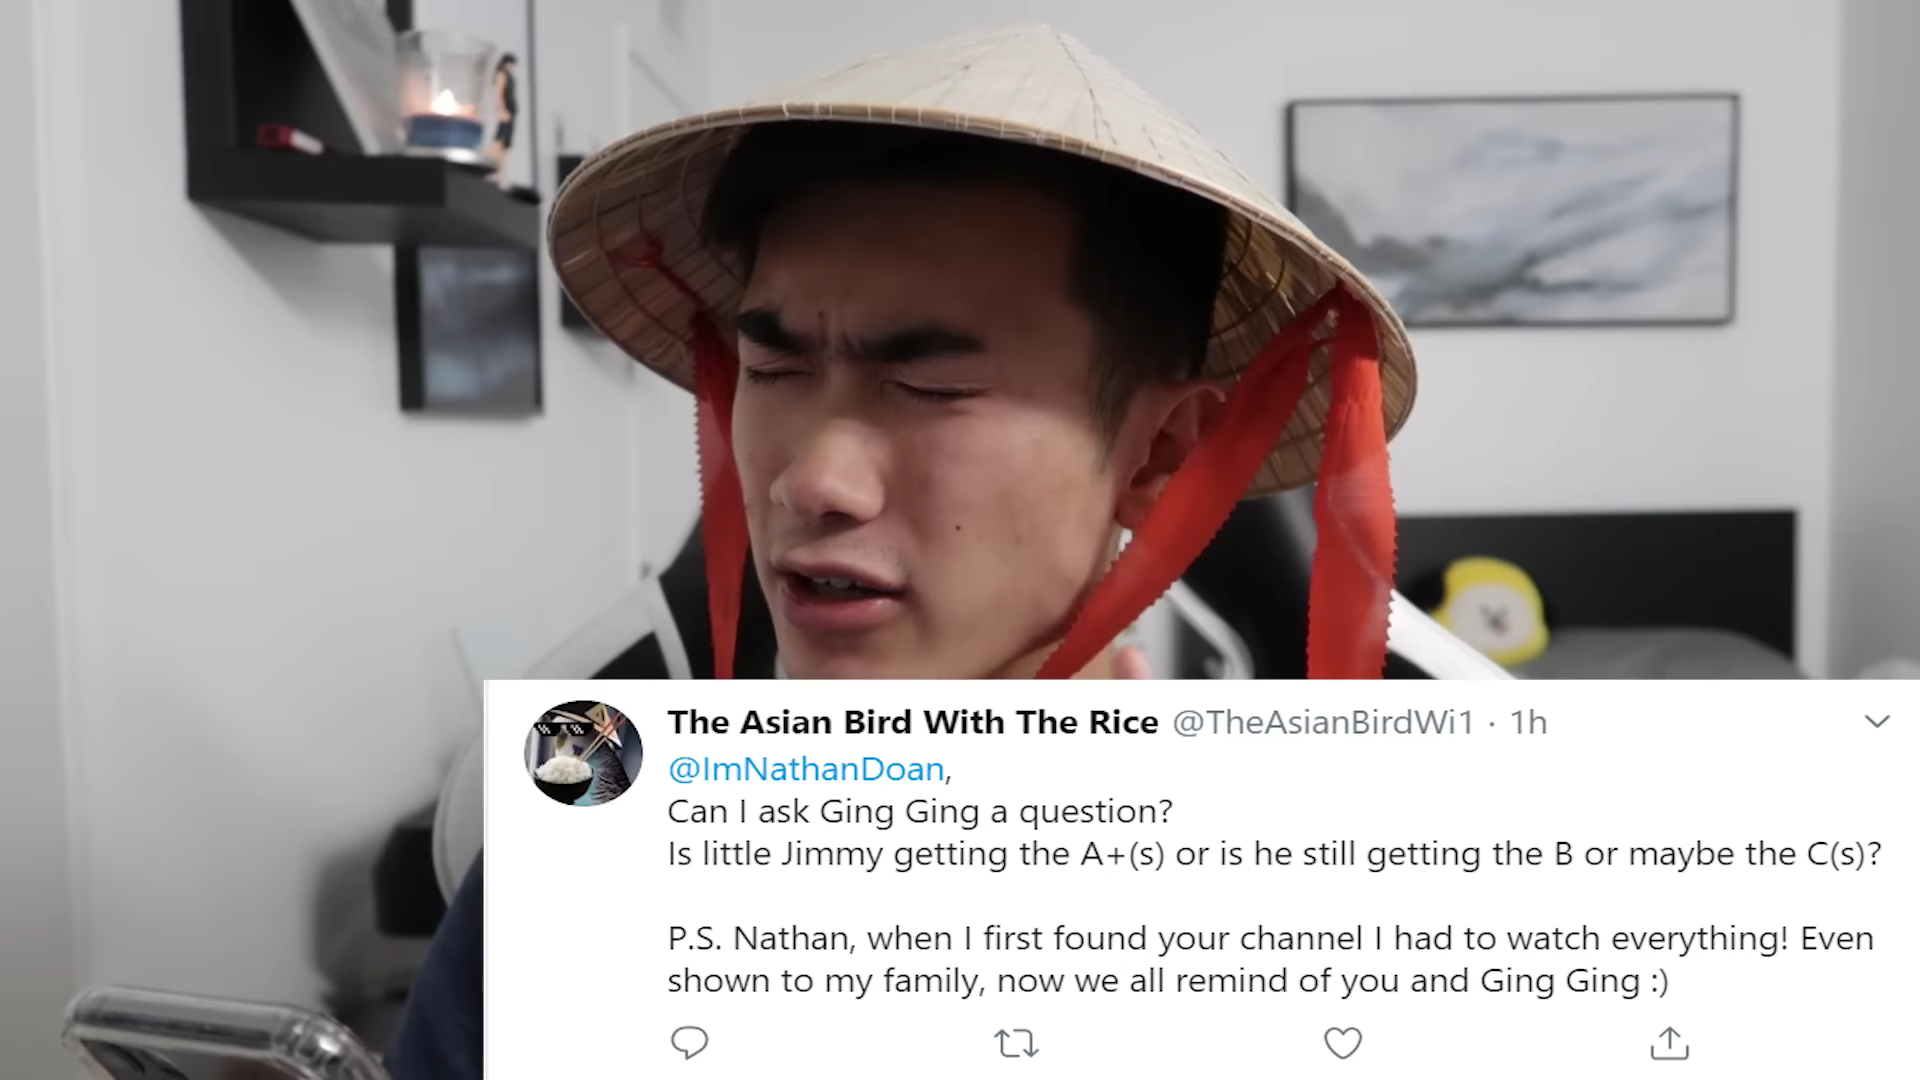 The Asian Bird With The Rice @TheAsianBirdWi1 · 1h
@ImNathanDoan,
Can I ask Ging Ging a question?
Is little Jimmy getting the A+(s) or is he still getting the B or maybe the C(s)?
P.S. Nathan, when I first found your channel I had to watch everything! Even
shown to my family, now we all remind of you and Ging Ging :)